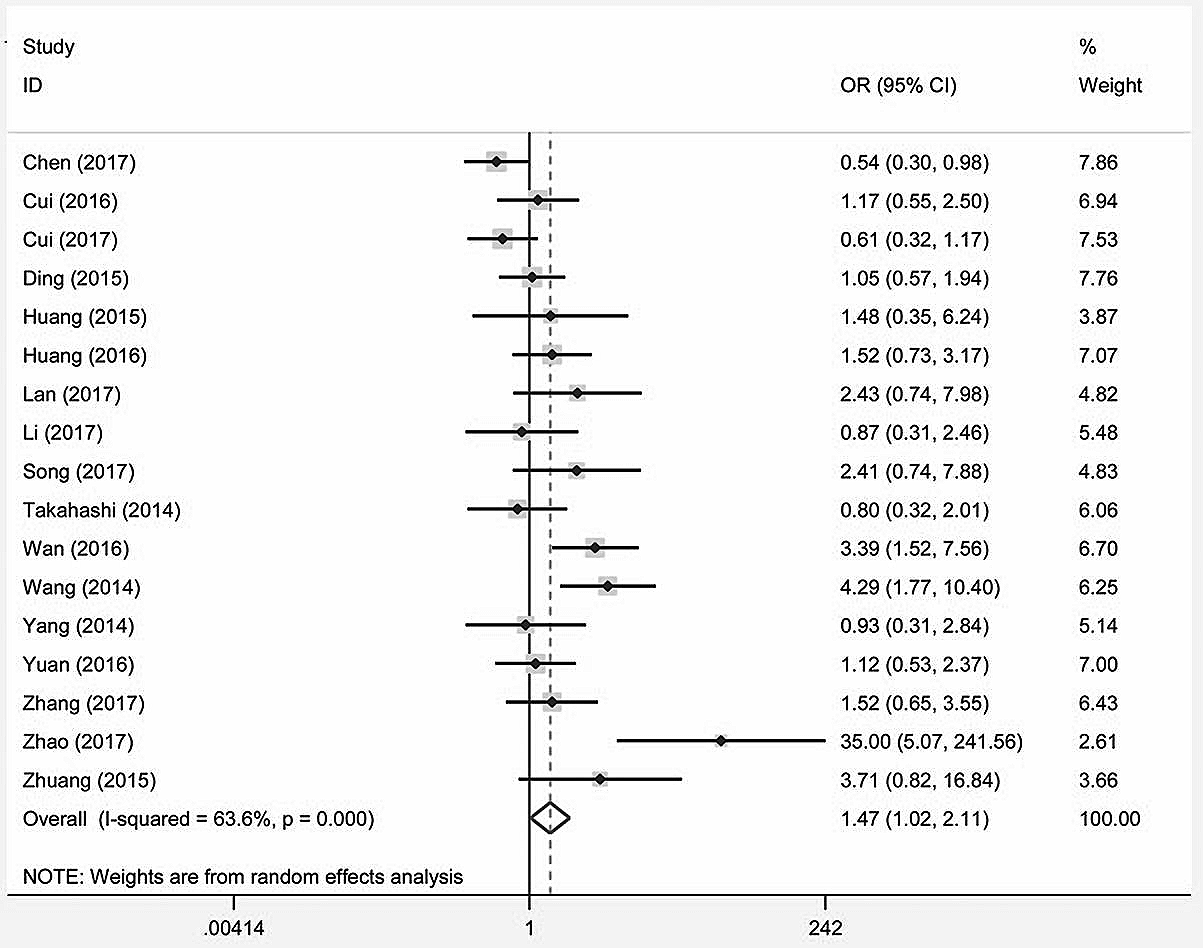 Study %
ID OR (95% CI) Weight
Chen (2017) 0.54 (0.30, 0.98) 7.86
Cui (2016) 1.17 (0.55, 2.50) 6.94
Cui (2017) 0.61 (0.32, 1.17) 7.53
Ding (2015) 1.05 (0.57, 1.94) 7.76
Huang (2015) 1.48 (0.35, 6.24) 3.87
Huang (2016) 1.52 (0.73, 3.17) 7.07
Lan (2017) 2.43 (0.74, 7.98) 4.82
Li (2017) 0.87 (0.31, 2.46) 5.48
Song (2017) 2.41 (0.74, 7.88) 4.83
Takahashi (2014) 0.80 (0.32, 2.01) 6.06
Wan (2016) 3.39 (1.52, 7.56) 6.70
Wang (2014) 4.29 (1.77, 10.40) 6.25
Yang (2014) 0.93 (0.31, 2.84) 5.14
Yuan (2016) 1.12 (0.53, 2.37) 7.00
Zhang (2017) 1.52 (0.65, 3.55) 6.43
Zhao (2017) 35.00 (5.07, 241.56) 2.61
Zhuang (2015) 3.71 (0.82, 16.84) 3.66
Overall (I-squared = 63.6%, p = 0.000) 1.47 (1.02, 2.11) 100.00
NOTE: Weights are from random effects analysis
.00414 1 242